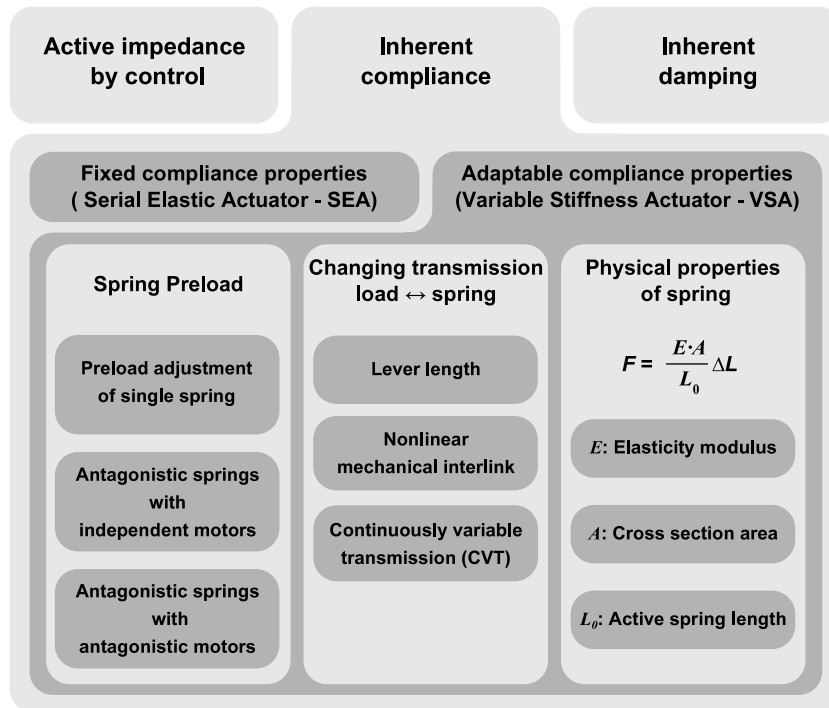 Active impedance
by control
Inherent
compliance
Inherent
damping
Fixed compliance properties
( Serial Elastic Actuator - SEA)
Adaptable compliance properties
(Variable Stiffness Actuator - VSA)
Spring Preload
Preload adjustment
of single spring
Antagonistic springs
with
independent motors
Antagonistic springs
with
antagonistic motors
Changing transmission
load ↔ spring
Lever length
Nonlinear
mechanical interlink
Continuously variable
transmission (CVT)
Physical properties
of spring
F = E·A / L₀ ΔL
E: Elasticity modulus
A: Cross section area
L₀: Active spring length